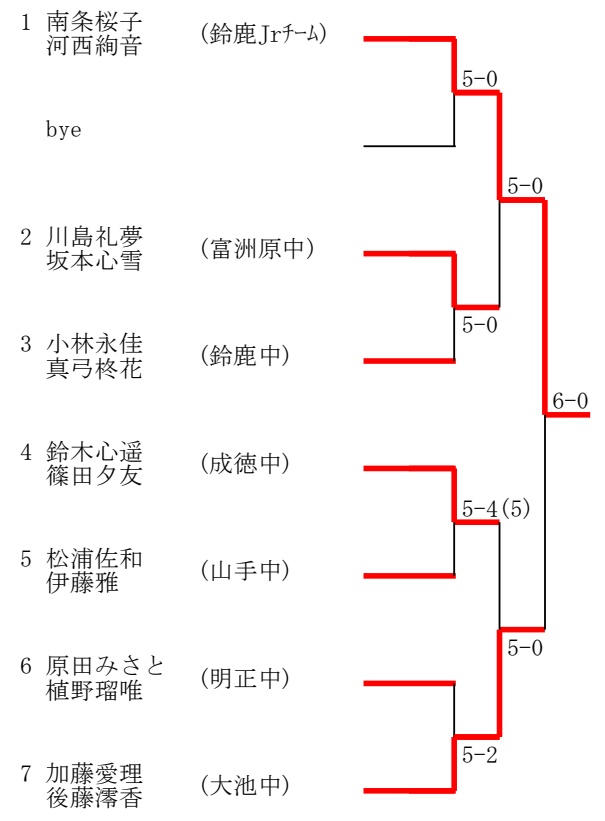 1 南条桜子 (鈴鹿Jrチーム)
河西絢音
5-0
bye
5-0
2 川島礼夢 (富洲原中)
坂本心雪
5-0
3 小林永佳 (鈴鹿中)
真弓柊花
6-0
4 鈴木心遥 (成徳中)
篠田夕友
5-4(5)
5 松浦佐和 (山手中)
伊藤雅
5-0
6 原田みさと (明正中)
植野瑠唯
5-2
7 加藤愛理 (大池中)
後藤澪香